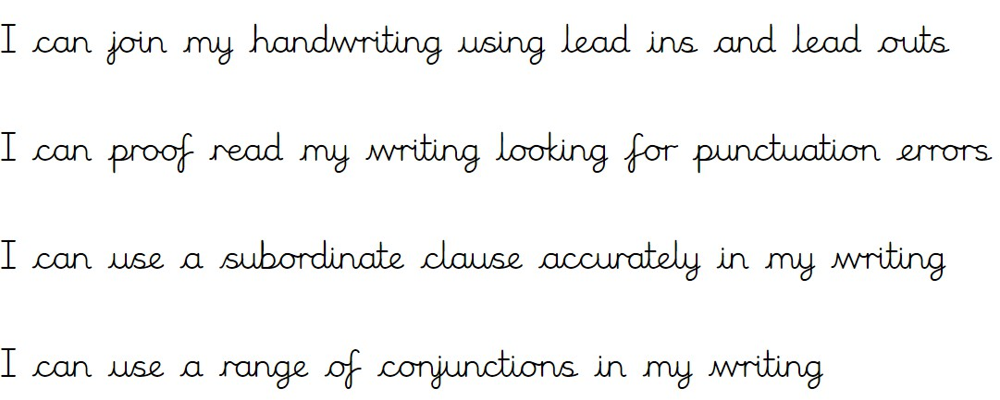 I can join my handwriting using lead ins and lead outs
I can proof read my writing looking for punctuation errors
I can use a subordinate clause accurately in my writing
I can use a range of conjunctions in my writing